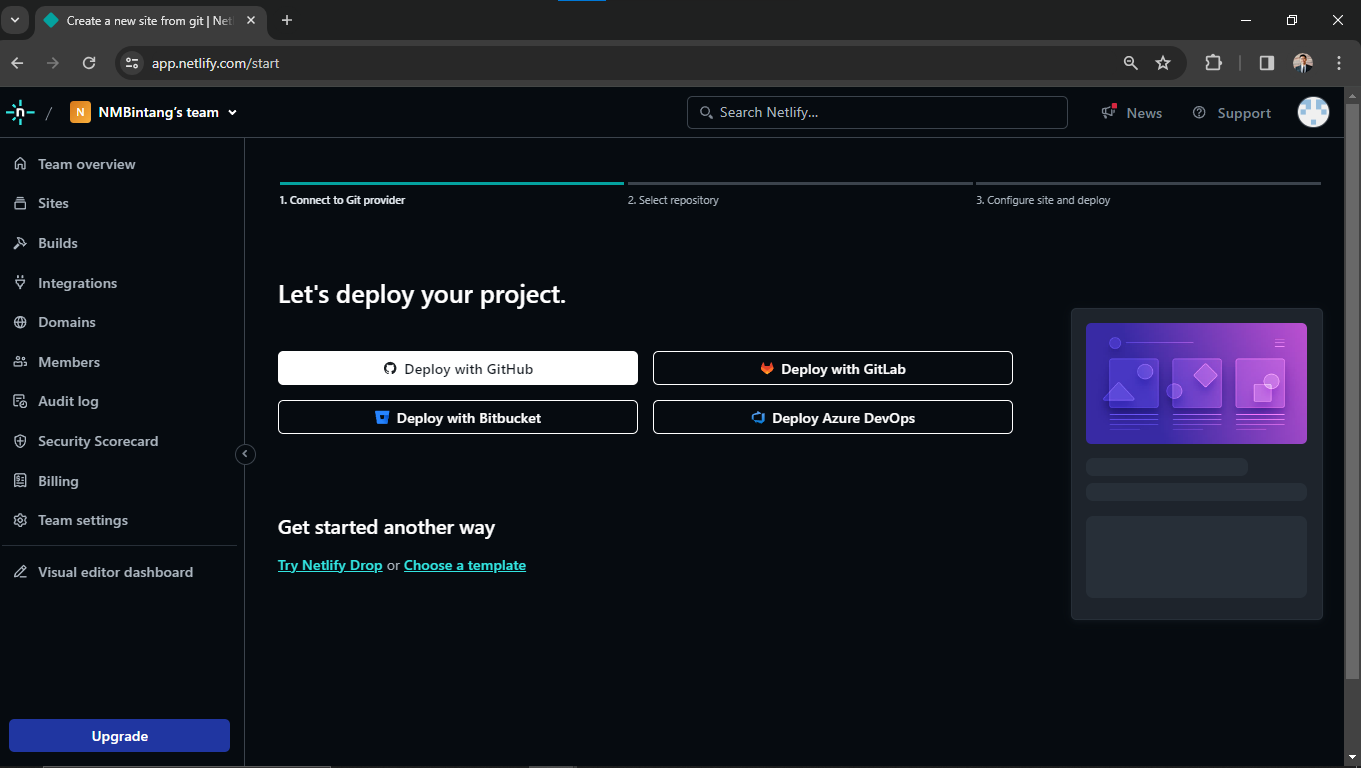 Create a new site from git | Netl
app.netlify.com/start
n / N NMBintang's team
Search Netlify...
News
Support
Team overview
Sites
Builds
Integrations
Domains
Members
Audit log
Security Scorecard
Billing
Team settings
Visual editor dashboard
Upgrade
1. Connect to Git provider
2. Select repository
3. Configure site and deploy
Let's deploy your project.
Deploy with GitHub
Deploy with GitLab
Deploy with Bitbucket
Deploy Azure DevOps
Get started another way
Try Netlify Drop or Choose a template